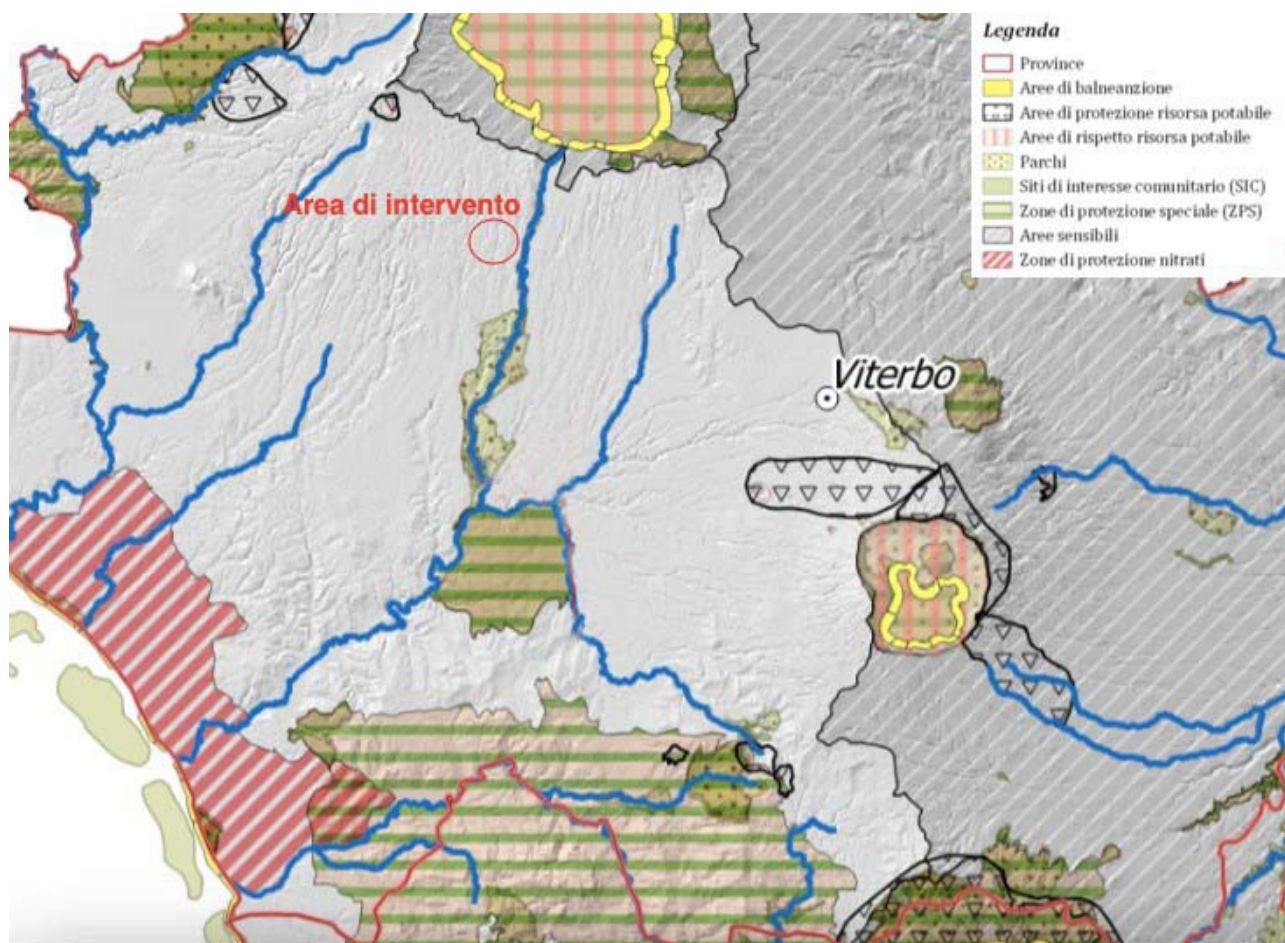 Legenda
Province
Aree di balneanzione
Aree di protezione risorsa potabile
Aree di rispetto risorsa potabile
Parchi
Siti di interesse comunitario (SIC)
Zone di protezione speciale (ZPS)
Aree sensibili
Zone di protezione nitrati
Area di intervento
Viterbo